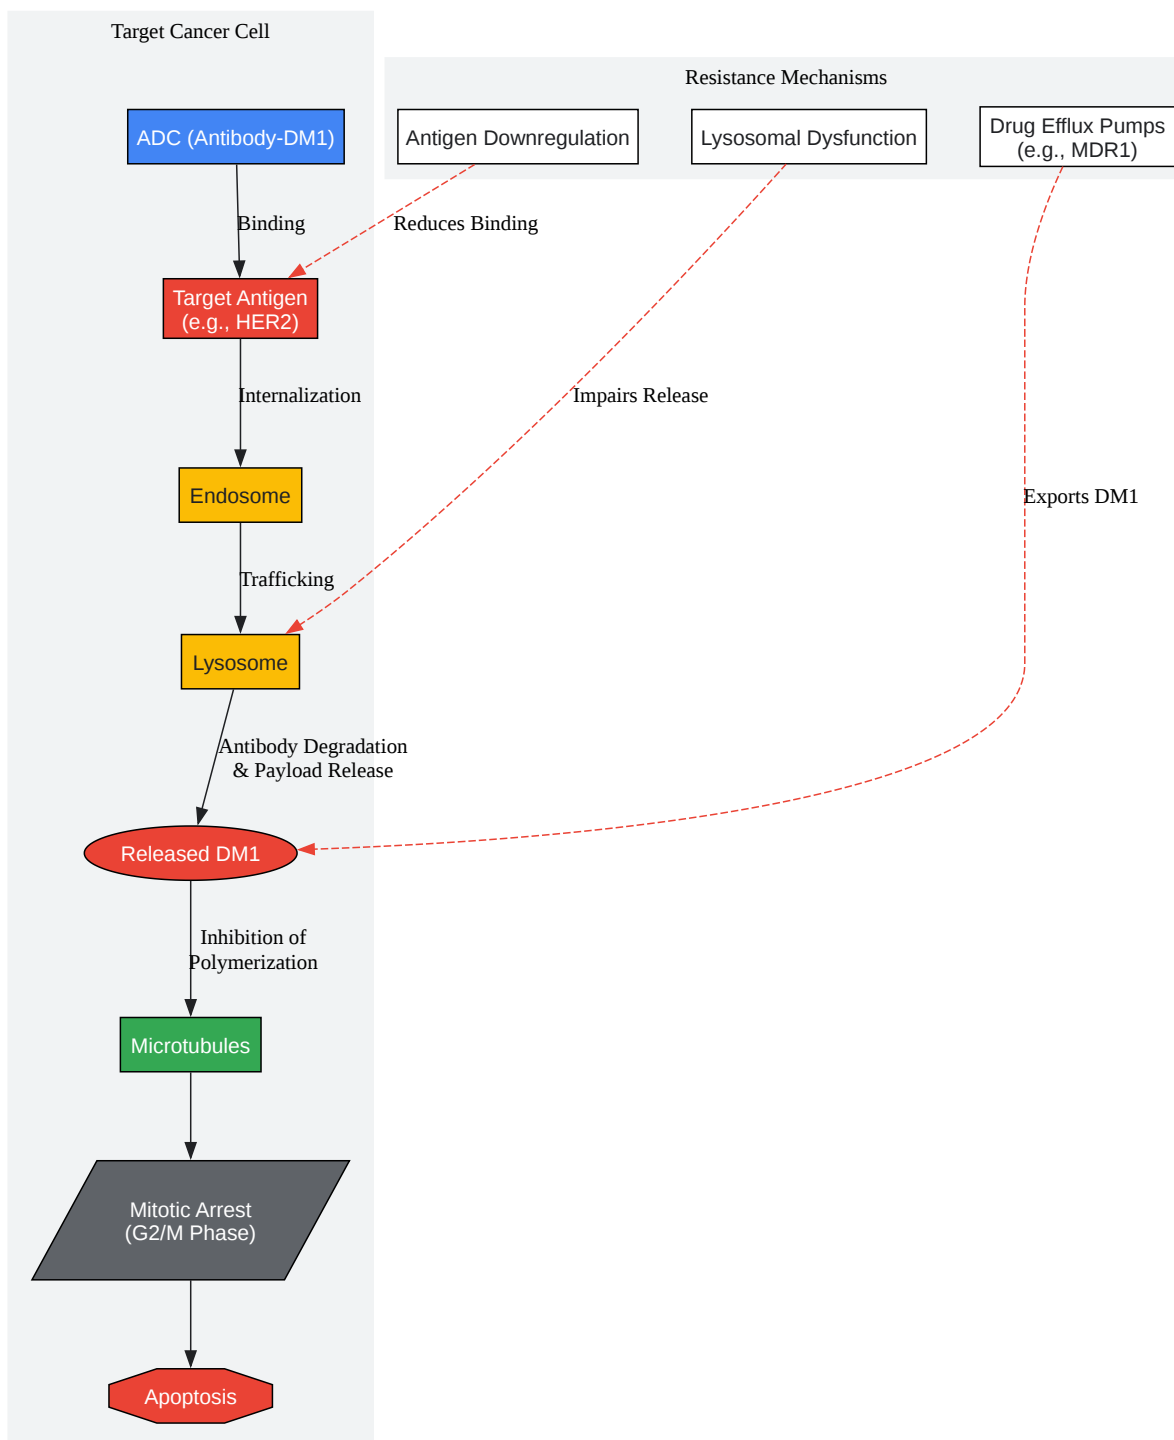 Target Cancer Cell
Resistance Mechanisms
ADC (Antibody-DM1)
Antigen Downregulation
Lysosomal Dysfunction
Drug Efflux Pumps
(e.g., MDR1)
Binding
Reduces Binding
Target Antigen
(e.g., HER2)
Internalization
Impairs Release
Endosome
Exports DM1
Trafficking
Lysosome
Antibody Degradation
& Payload Release
Released DM1
Inhibition of
Polymerization
Microtubules
Mitotic Arrest
(G2/M Phase)
Apoptosis